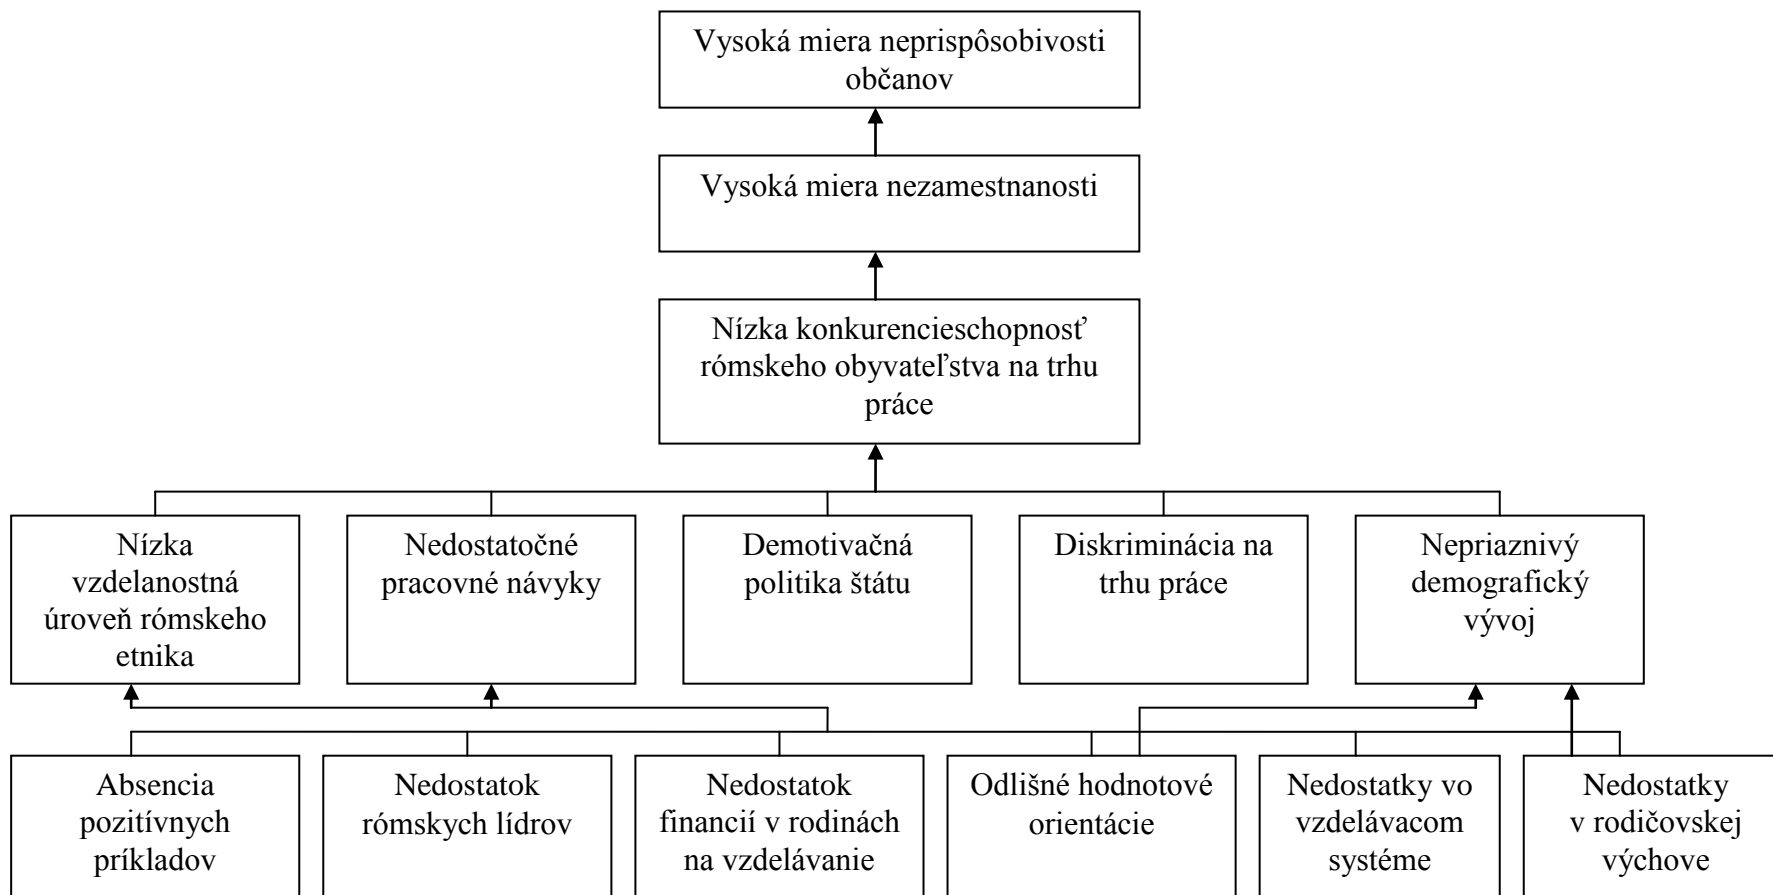 Vysoká miera neprispôsobivosti
občanov
Vysoká miera nezamestnanosti
Nízka konkurencieschopnosť
rómskeho obyvateľstva na trhu
práce
Nízka
vzdelanostná
úroveň rómskeho
etnika
Nedostatočné
pracovné návyky
Demotivačná
politika štátu
Diskriminácia na
trhu práce
Nepriaznivý
demografický
vývoj
Absencia
pozitívnych
príkladov
Nedostatok
rómskych lídrov
Nedostatok
financií v rodinách
na vzdelávanie
Odlišné hodnotové
orientácie
Nedostatky vo
vzdelávacom
systéme
Nedostatky
v rodičovskej
výchove